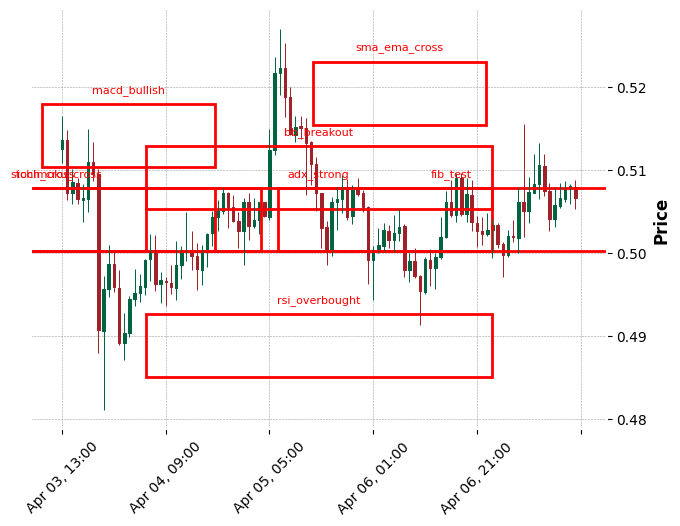 sma_ema_cross
macd_bullish
bb_breakout
adx_strong
fib_test
rsi_overbought
0.52
0.51
0.50
0.49
0.48
Price
Apr 03, 13:00
Apr 04, 09:00
Apr 05, 05:00
Apr 06, 01:00
Apr 06, 21:00